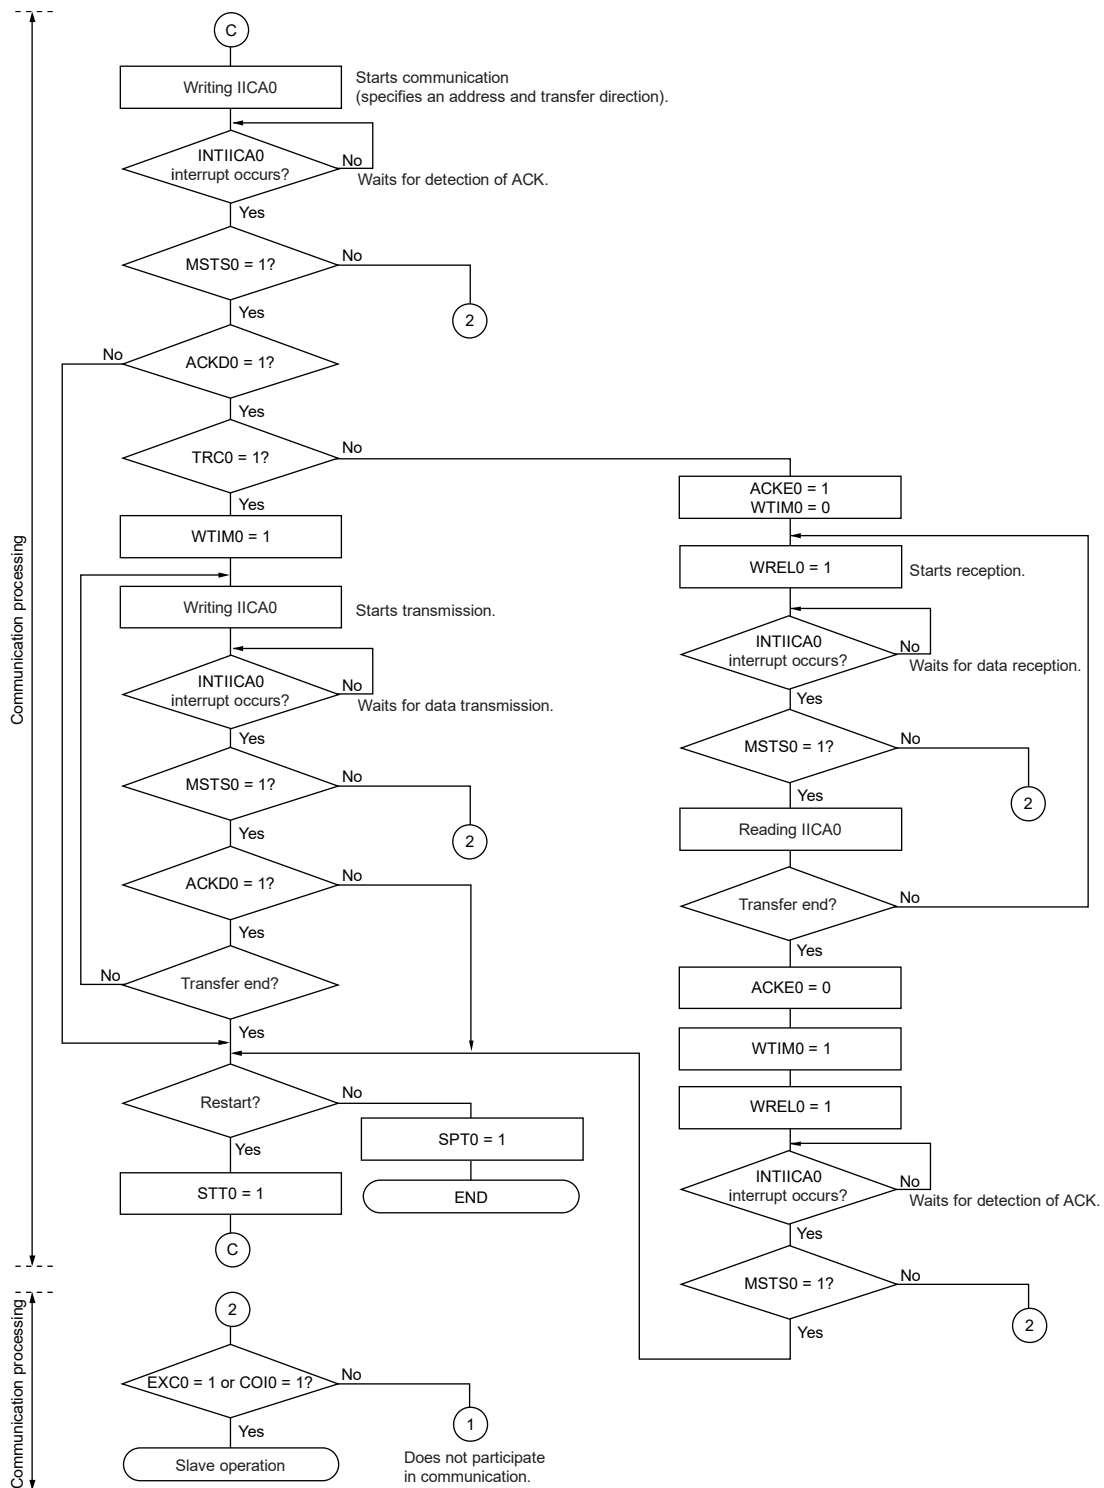 C
Writing IICA0
Starts communication
(specifies an address and transfer direction).
INTIICA0
interrupt occurs?
No
Waits for detection of ACK.
Yes
MSTS0 = 1?
No
2
Yes
ACKD0 = 1?
No
Yes
TRC0 = 1?
No
Yes
WTIM0 = 1
Writing IICA0
Starts transmission.
INTIICA0
interrupt occurs?
No
Waits for data transmission.
Yes
MSTS0 = 1?
No
2
Yes
ACKD0 = 1?
No
Yes
Transfer end?
No
Yes
Restart?
No
SPT0 = 1
END
Yes
STT0 = 1
C
ACKE0 = 1
WTIM0 = 0
WREL0 = 1
Starts reception.
INTIICA0
interrupt occurs?
No
Waits for data reception.
Yes
MSTS0 = 1?
No
2
Yes
Reading IICA0
Transfer end?
No
Yes
ACKE0 = 0
WTIM0 = 1
WREL0 = 1
INTIICA0
interrupt occurs?
No
Waits for detection of ACK.
Yes
MSTS0 = 1?
No
2
Yes
Communication processing
2
EXC0 = 1 or COI0 = 1?
No
1
Does not participate
in communication.
Yes
Slave operation
Communication processing